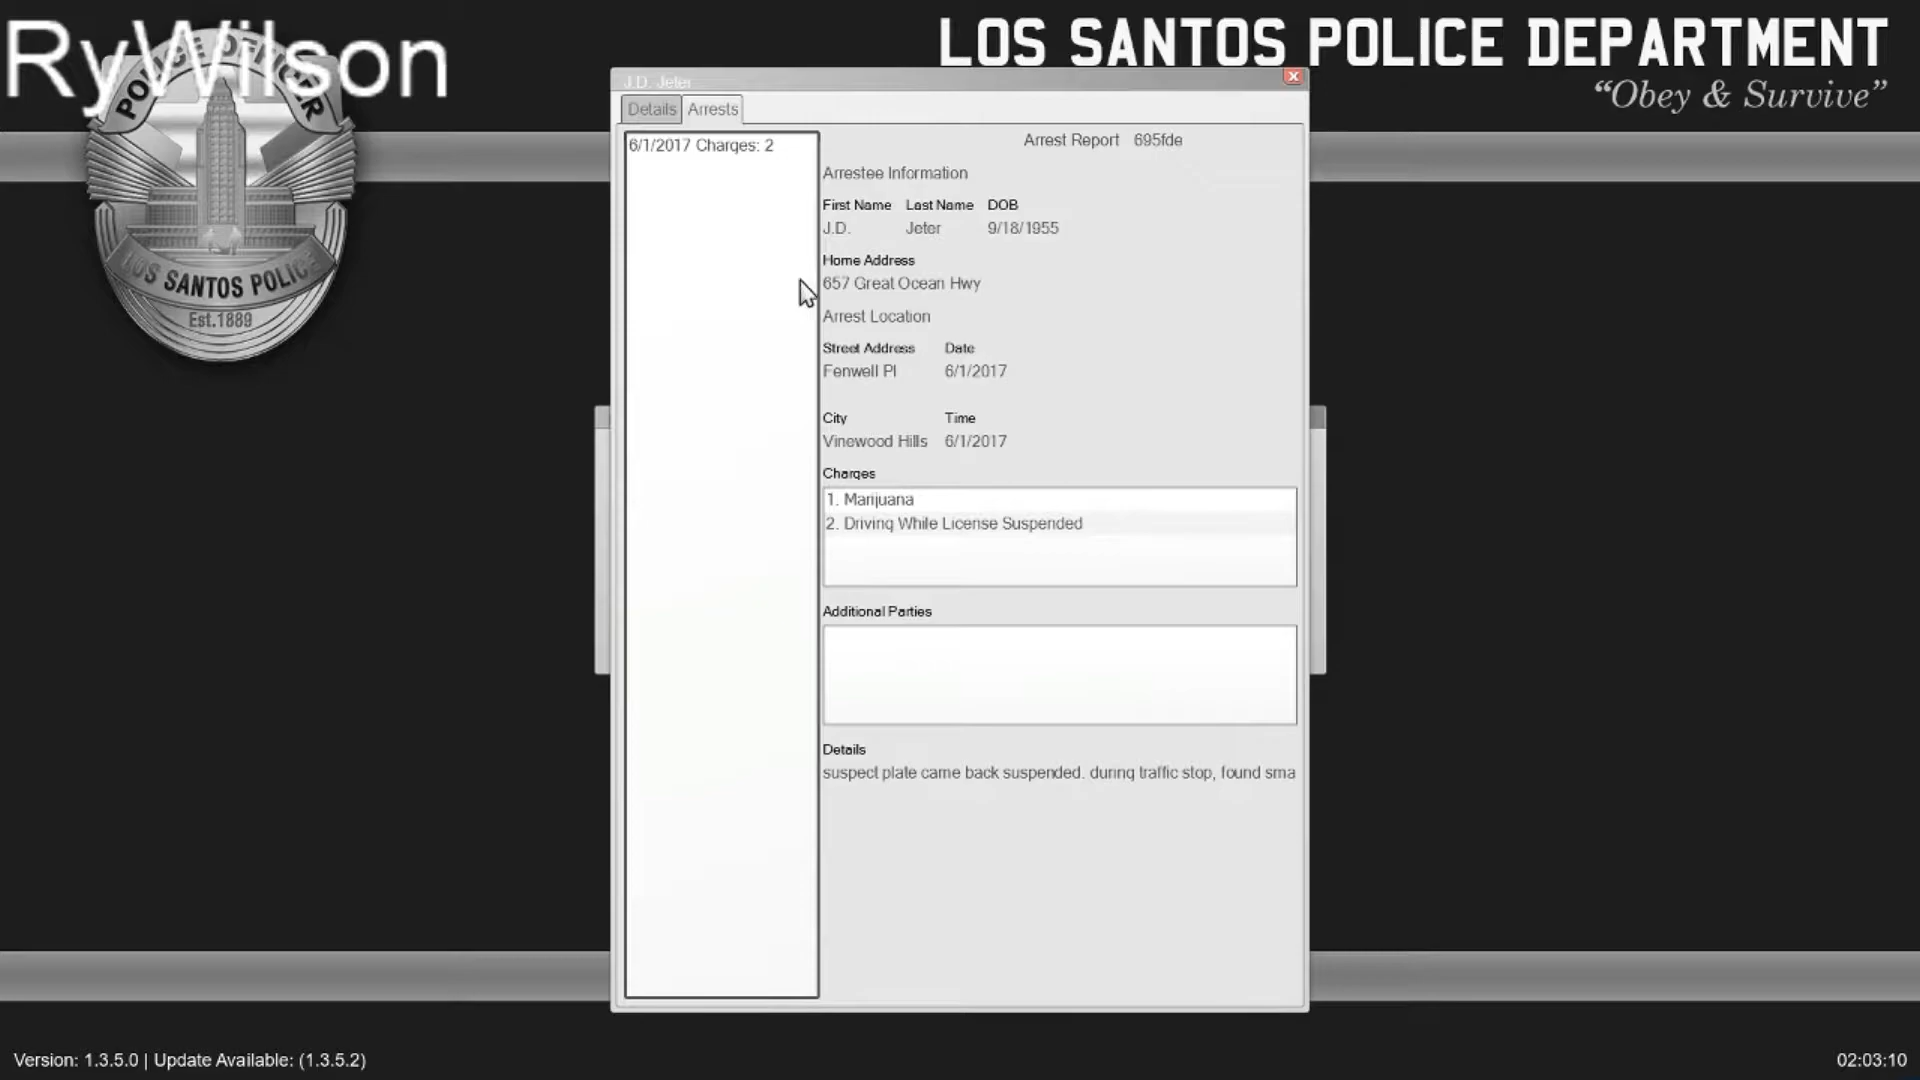 RyWilson
LOS SANTOS POLICE DEPARTMENT
“Obey & Survive”
POLICE OFFICER
LOS SANTOS POLICE
Est.1889
J.D. Jeter
Details Arrests
6/1/2017 Charges: 2
Arrest Report 695fde
Arrestee Information
First Name Last Name DOB
J.D. Jeter 9/18/1955
Home Address
657 Great Ocean Hwy
Arrest Location
Street Address Date
Fenwell Pl 6/1/2017
City Time
Vinewood Hills 6/1/2017
Charges
1. Marijuana
2. Driving While License Suspended
Additional Parties
Details
suspect plate came back suspended. during traffic stop, found sma
Version: 1.3.5.0 | Update Available: (1.3.5.2)
02:03:10